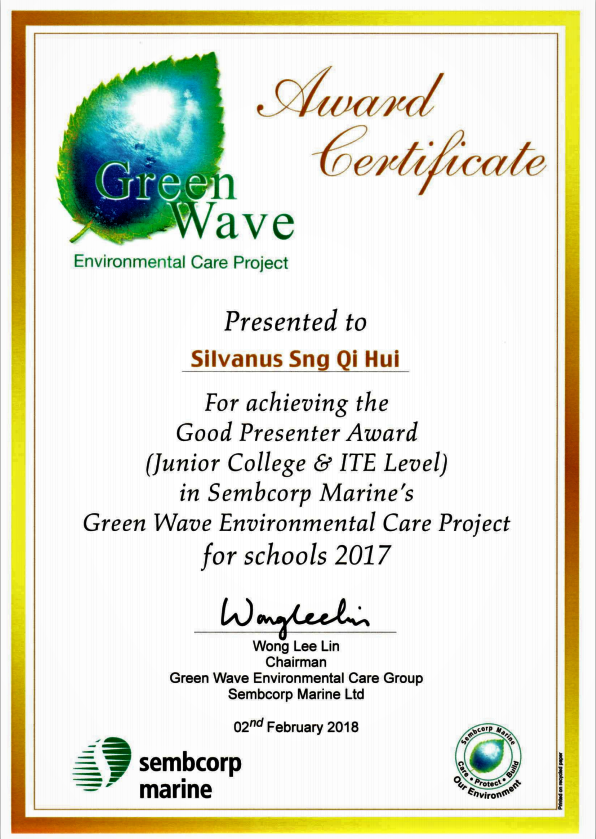 Award
Certificate
Green
Wave
Environmental Care Project
Presented to
Silvanus Sng Qi Hui
For achieving the
Good Presenter Award
(Junior College & ITE Level)
in Sembcorp Marine’s
Green Wave Environmental Care Project
for schools 2017
Wong Lee Lin
Wong Lee Lin
Chairman
Green Wave Environmental Care Group
Sembcorp Marine Ltd
02nd February 2018
sembcorp
marine
Sembcorp Marine
Care • Protect • Build
Our Environment
Printed on recycled paper